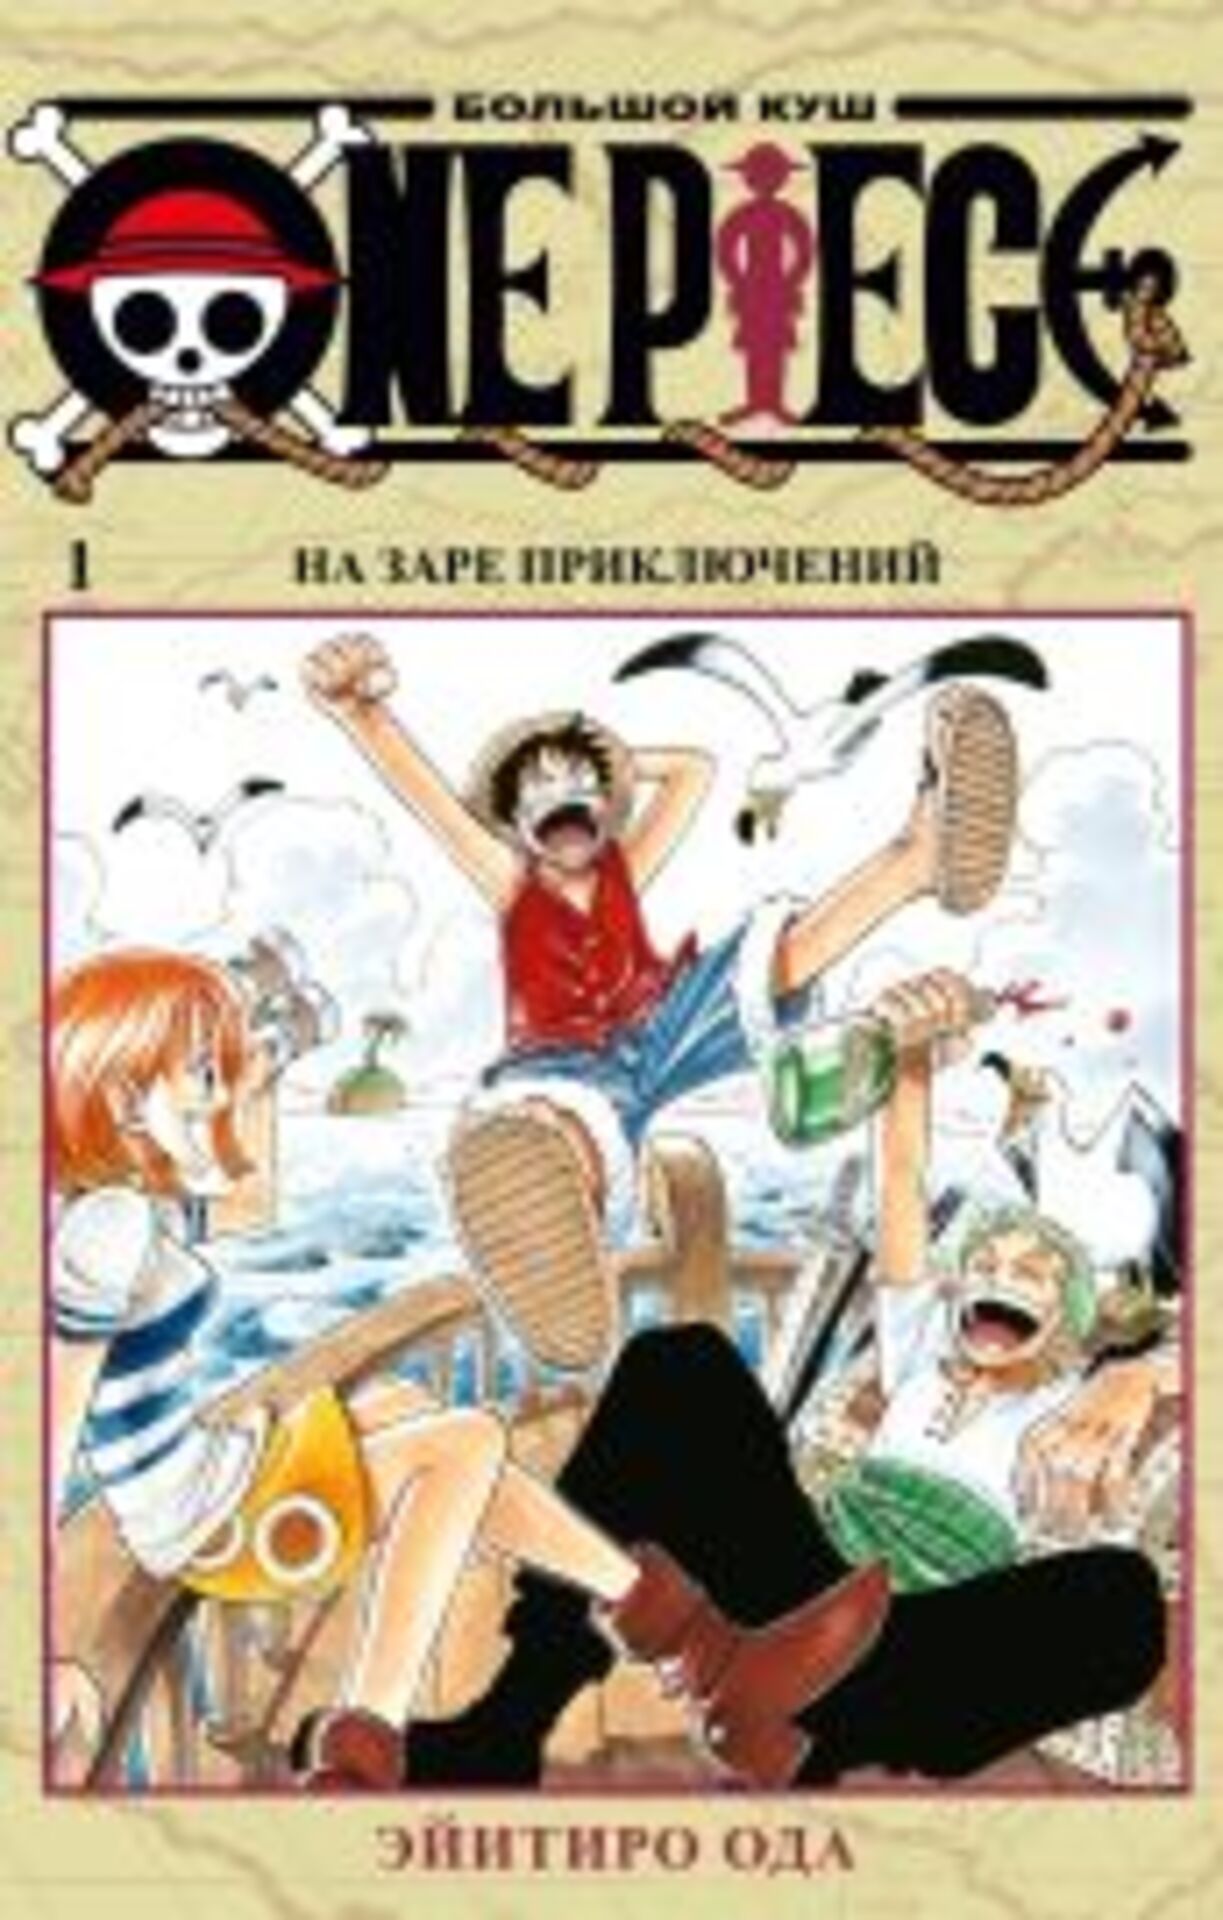 БОЛЬШОЙ КУШ
ONE PIECE
1
НА ЗАРЕ ПРИКЛЮЧЕНИЙ
ЭЙИТИРО ОДА